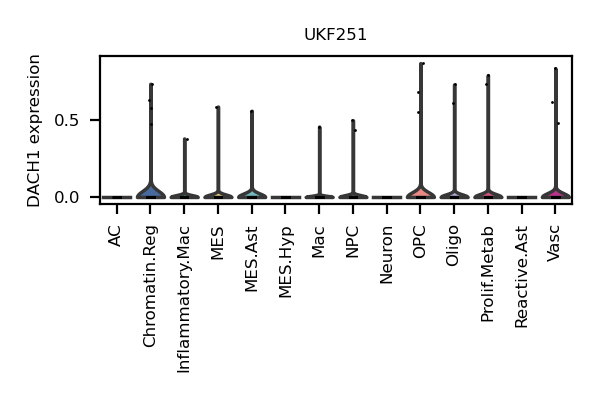 UKF251
DACH1 expression
0.5
0.0
AC
Chromatin.Reg
Inflammatory.Mac
MES
MES.Ast
MES.Hyp
Mac
NPC
Neuron
OPC
Oligo
Prolif.Metab
Reactive.Ast
Vasc